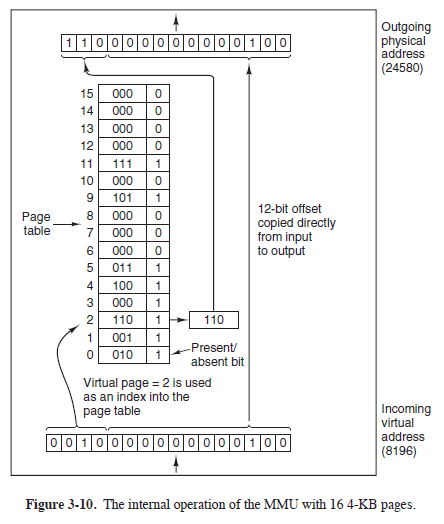 Outgoing
physical
address
(24580)
1 1 0 0 0 0 0 0 0 0 0 0 1 0 0
15 000 0
14 000 0
13 000 0
12 000 0
11 111 1
10 000 0
9 101 1
8 000 0
7 000 0
6 000 0
5 011 1
4 100 1
3 000 1
2 110 1 110
1 001 1
0 010 1
Page
table
12-bit offset
copied directly
from input
to output
Present/
absent bit
Virtual page = 2 is used
as an index into the
page table
Incoming
virtual
address
(8196)
0 0 1 0 0 0 0 0 0 0 0 0 0 1 0 0
Figure 3-10. The internal operation of the MMU with 16 4-KB pages.